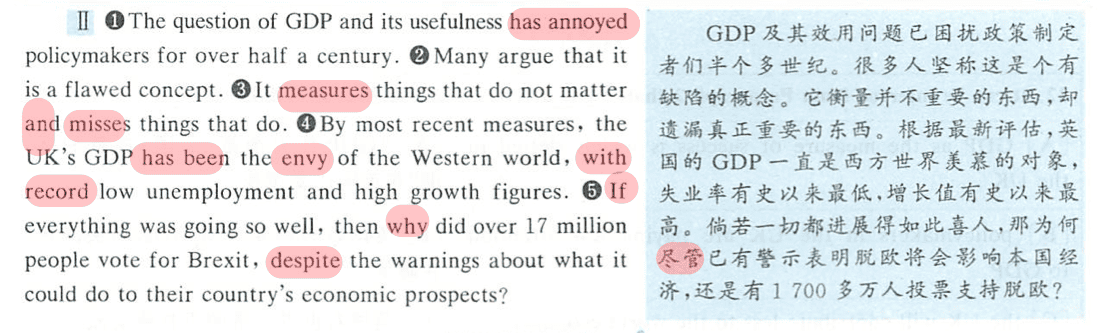 Ⅱ ❶The question of GDP and its usefulness has annoyed
policymakers for over half a century. ❷Many argue that it
is a flawed concept. ❸It measures things that do not matter
and misses things that do. ❹By most recent measures, the
UK's GDP has been the envy of the Western world, with
record low unemployment and high growth figures. ❺If
everything was going so well, then why did over 17 million
people vote for Brexit, despite the warnings about what it
could do to their country's economic prospects?
GDP 及其效用问题已困扰政策制定
者们半个多世纪。很多人坚称这是个有
缺陷的概念。它衡量并不重要的东西,却
遗漏真正重要的东西。根据最新评估,英
国的 GDP 一直是西方世界羡慕的对象,
失业率有史以来最低,增长值有史以来最
高。倘若一切都进展得如此喜人,那为何
尽管已有警示表明脱欧将会影响本国经
济,还是有 1 700 多万人投票支持脱欧?